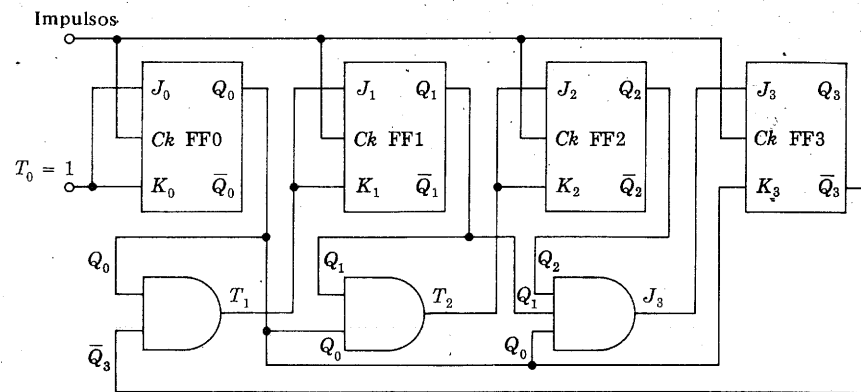 Impulsos
J₀ Q₀ J₁ Q₁ J₂ Q₂ J₃ Q₃
Ck FF0 Ck FF1 Ck FF2 Ck FF3
T₀ = 1
K₀ Q̅₀ K₁ Q̅₁ K₂ Q̅₂ K₃ Q̅₃
Q₀ Q₁ Q₂
T₁ T₂ Q₁ J₃
Q̅₃ Q₀ Q₀